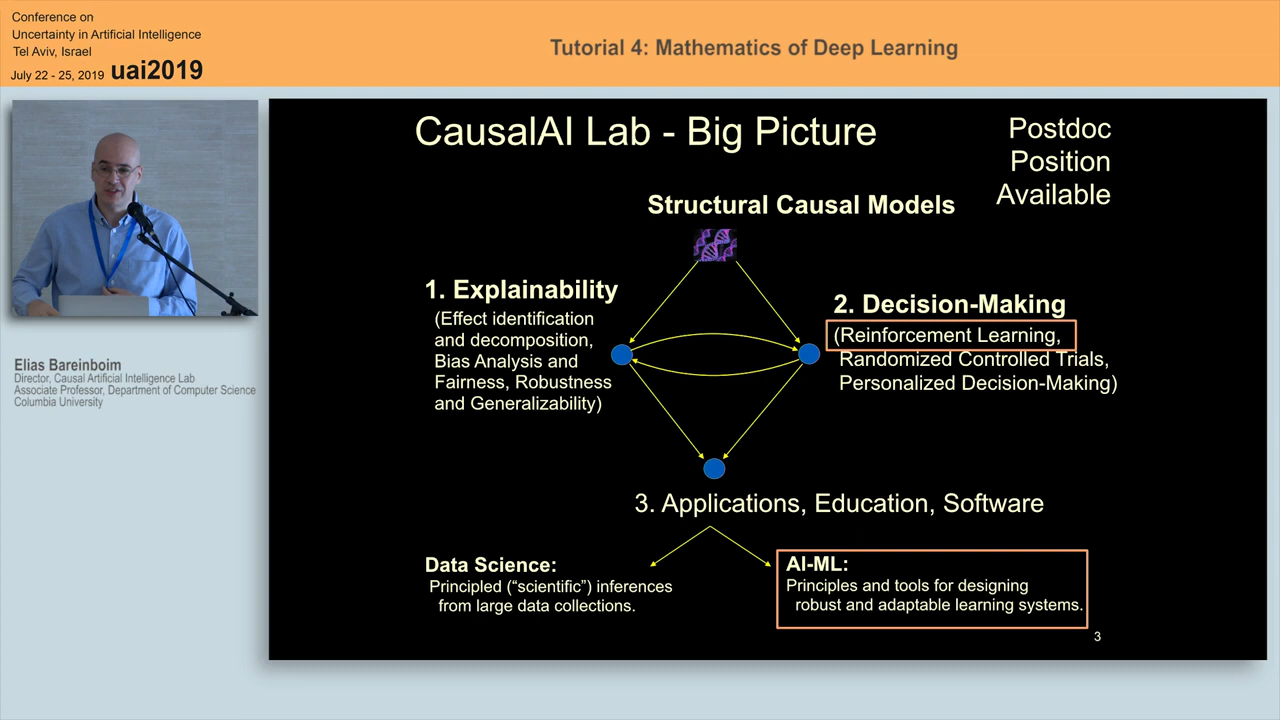 Conference on
Uncertainty in Artificial Intelligence
Tel Aviv, Israel
July 22 - 25, 2019 uai2019
Tutorial 4: Mathematics of Deep Learning
Elias Bareinboim
Director, Causal Artificial Intelligence Lab
Associate Professor, Department of Computer Science
Columbia University
CausalAI Lab - Big Picture
Postdoc
Position
Available
Structural Causal Models
1. Explainability
(Effect identification
and decomposition,
Bias Analysis and
Fairness, Robustness
and Generalizability)
2. Decision-Making
(Reinforcement Learning,
Randomized Controlled Trials,
Personalized Decision-Making)
3. Applications, Education, Software
Data Science:
Principled (“scientific”) inferences
from large data collections.
AI-ML:
Principles and tools for designing
robust and adaptable learning systems.
3